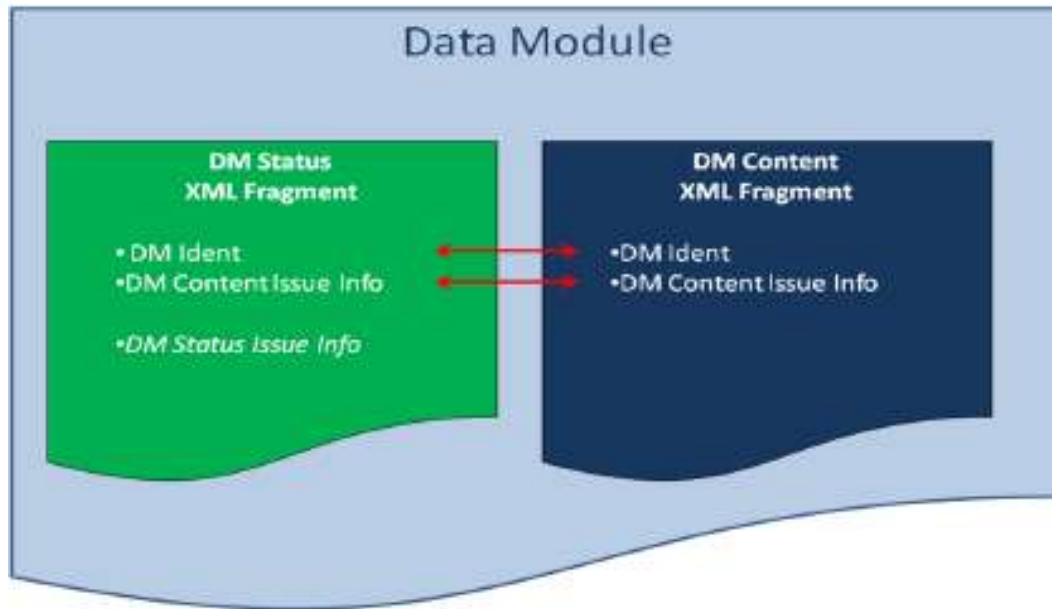 Data Module
DM Status
XML Fragment
•DM Ident
•DM Content Issue Info
•DM Status Issue Info
DM Content
XML Fragment
•DM Ident
•DM Content Issue Info